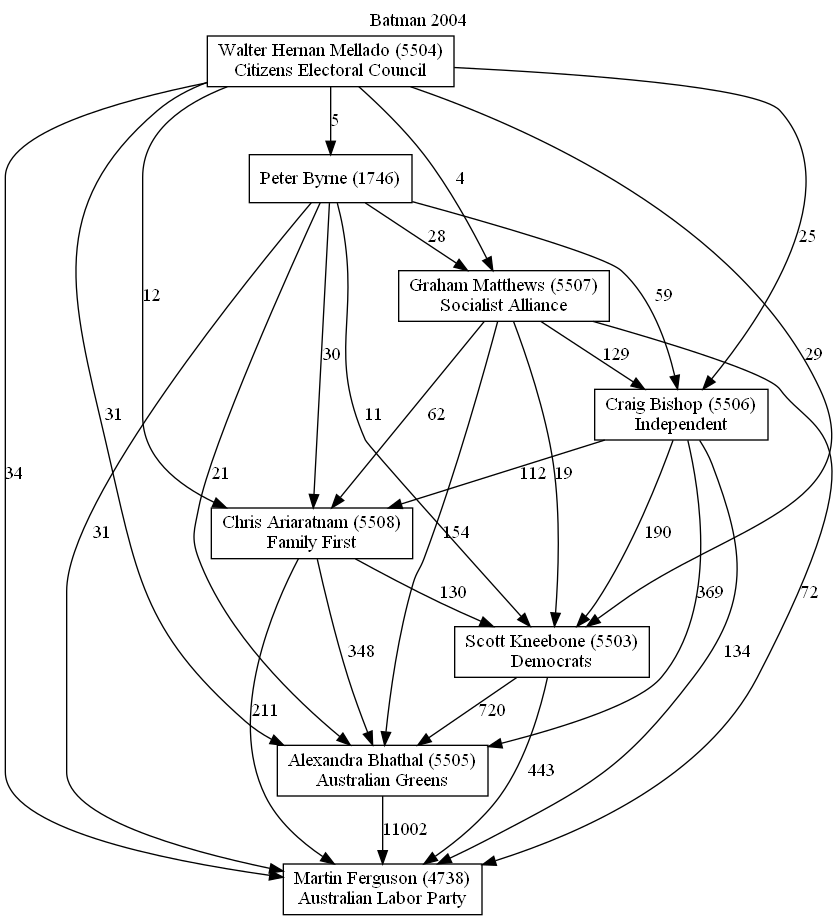 Batman 2004
Walter Hernan Mellado (5504)
Citizens Electoral Council
5
Peter Byrne (1746)
4
28
25
Graham Matthews (5507)
Socialist Alliance
12
59
30
129
29
Craig Bishop (5506)
Independent
31
11
62
34
21
112
19
Chris Ariaratnam (5508)
Family First
31
154
190
130
369
72
Scott Kneebone (5503)
Democrats
348
134
211
720
Alexandra Bhathal (5505)
Australian Greens
443
11002
Martin Ferguson (4738)
Australian Labor Party